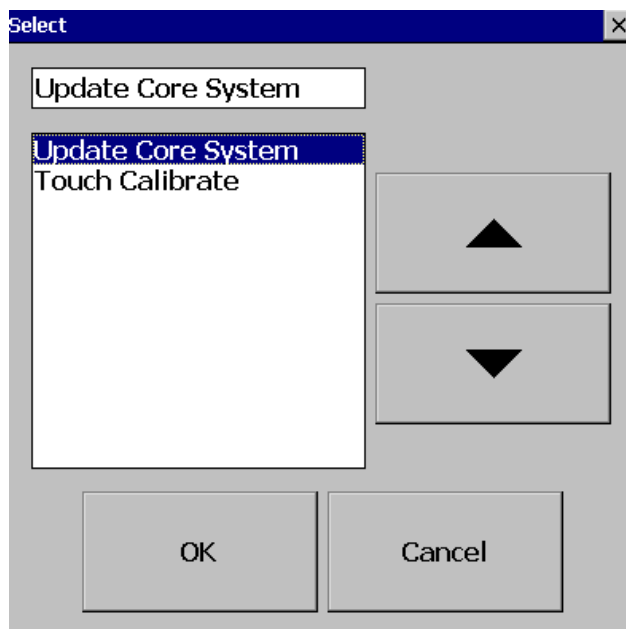 Select
Update Core System
Update Core System
Touch Calibrate
OK
Cancel